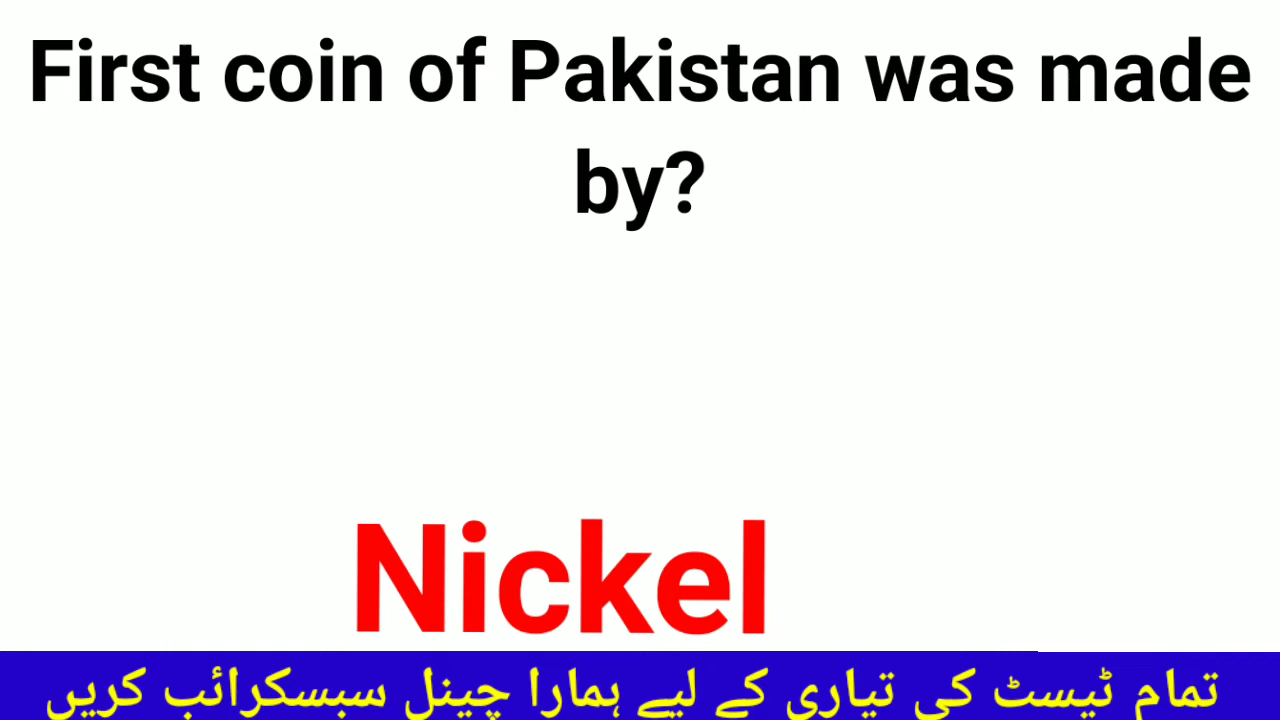 First coin of Pakistan was made
by?
Nickel
تمام ٹیسٹ کی تیاری کے لیے ہمارا چینل سبسکرائب کریں